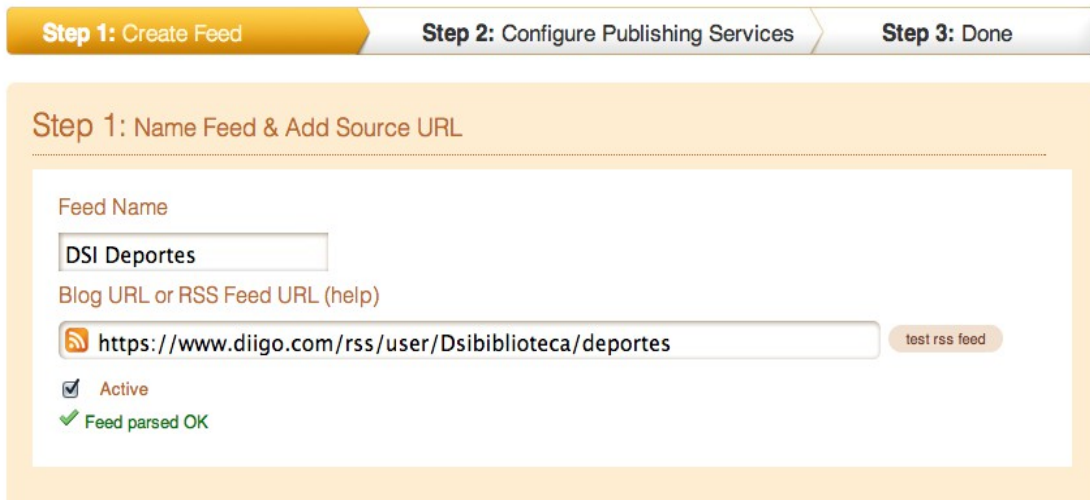 Step 1: Create Feed
Step 2: Configure Publishing Services
Step 3: Done
Step 1: Name Feed & Add Source URL
Feed Name
DSI Deportes
Blog URL or RSS Feed URL (help)
https://www.diigo.com/rss/user/Dsibiblioteca/deportes
test rss feed
Active
Feed parsed OK